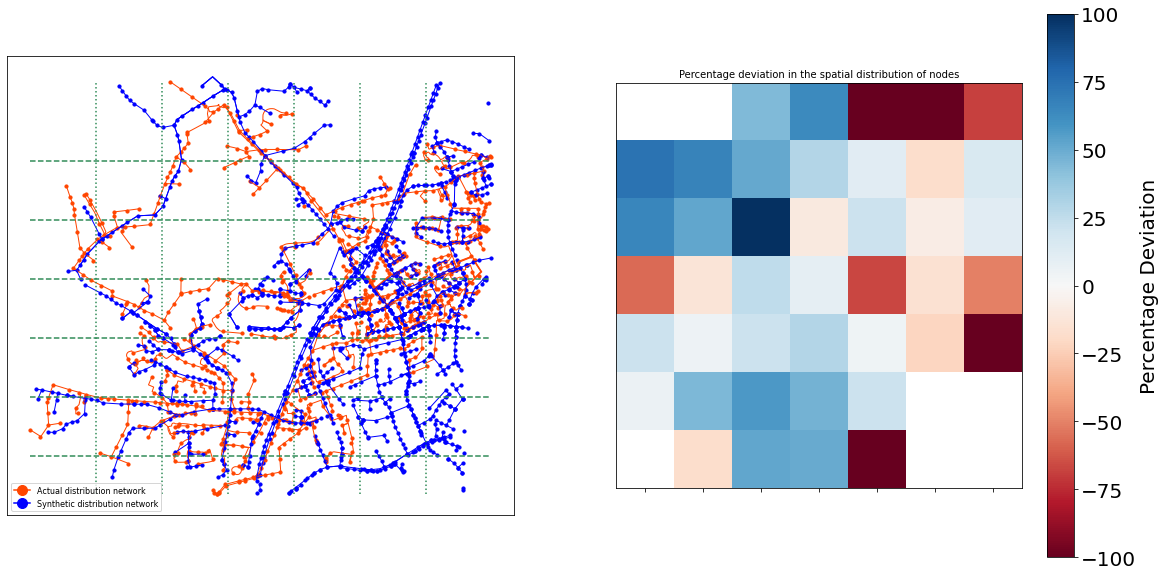 Actual distribution network
Synthetic distribution network
Percentage deviation in the spatial distribution of nodes
100
75
50
25
0
−25
−50
−75
−100
Percentage Deviation